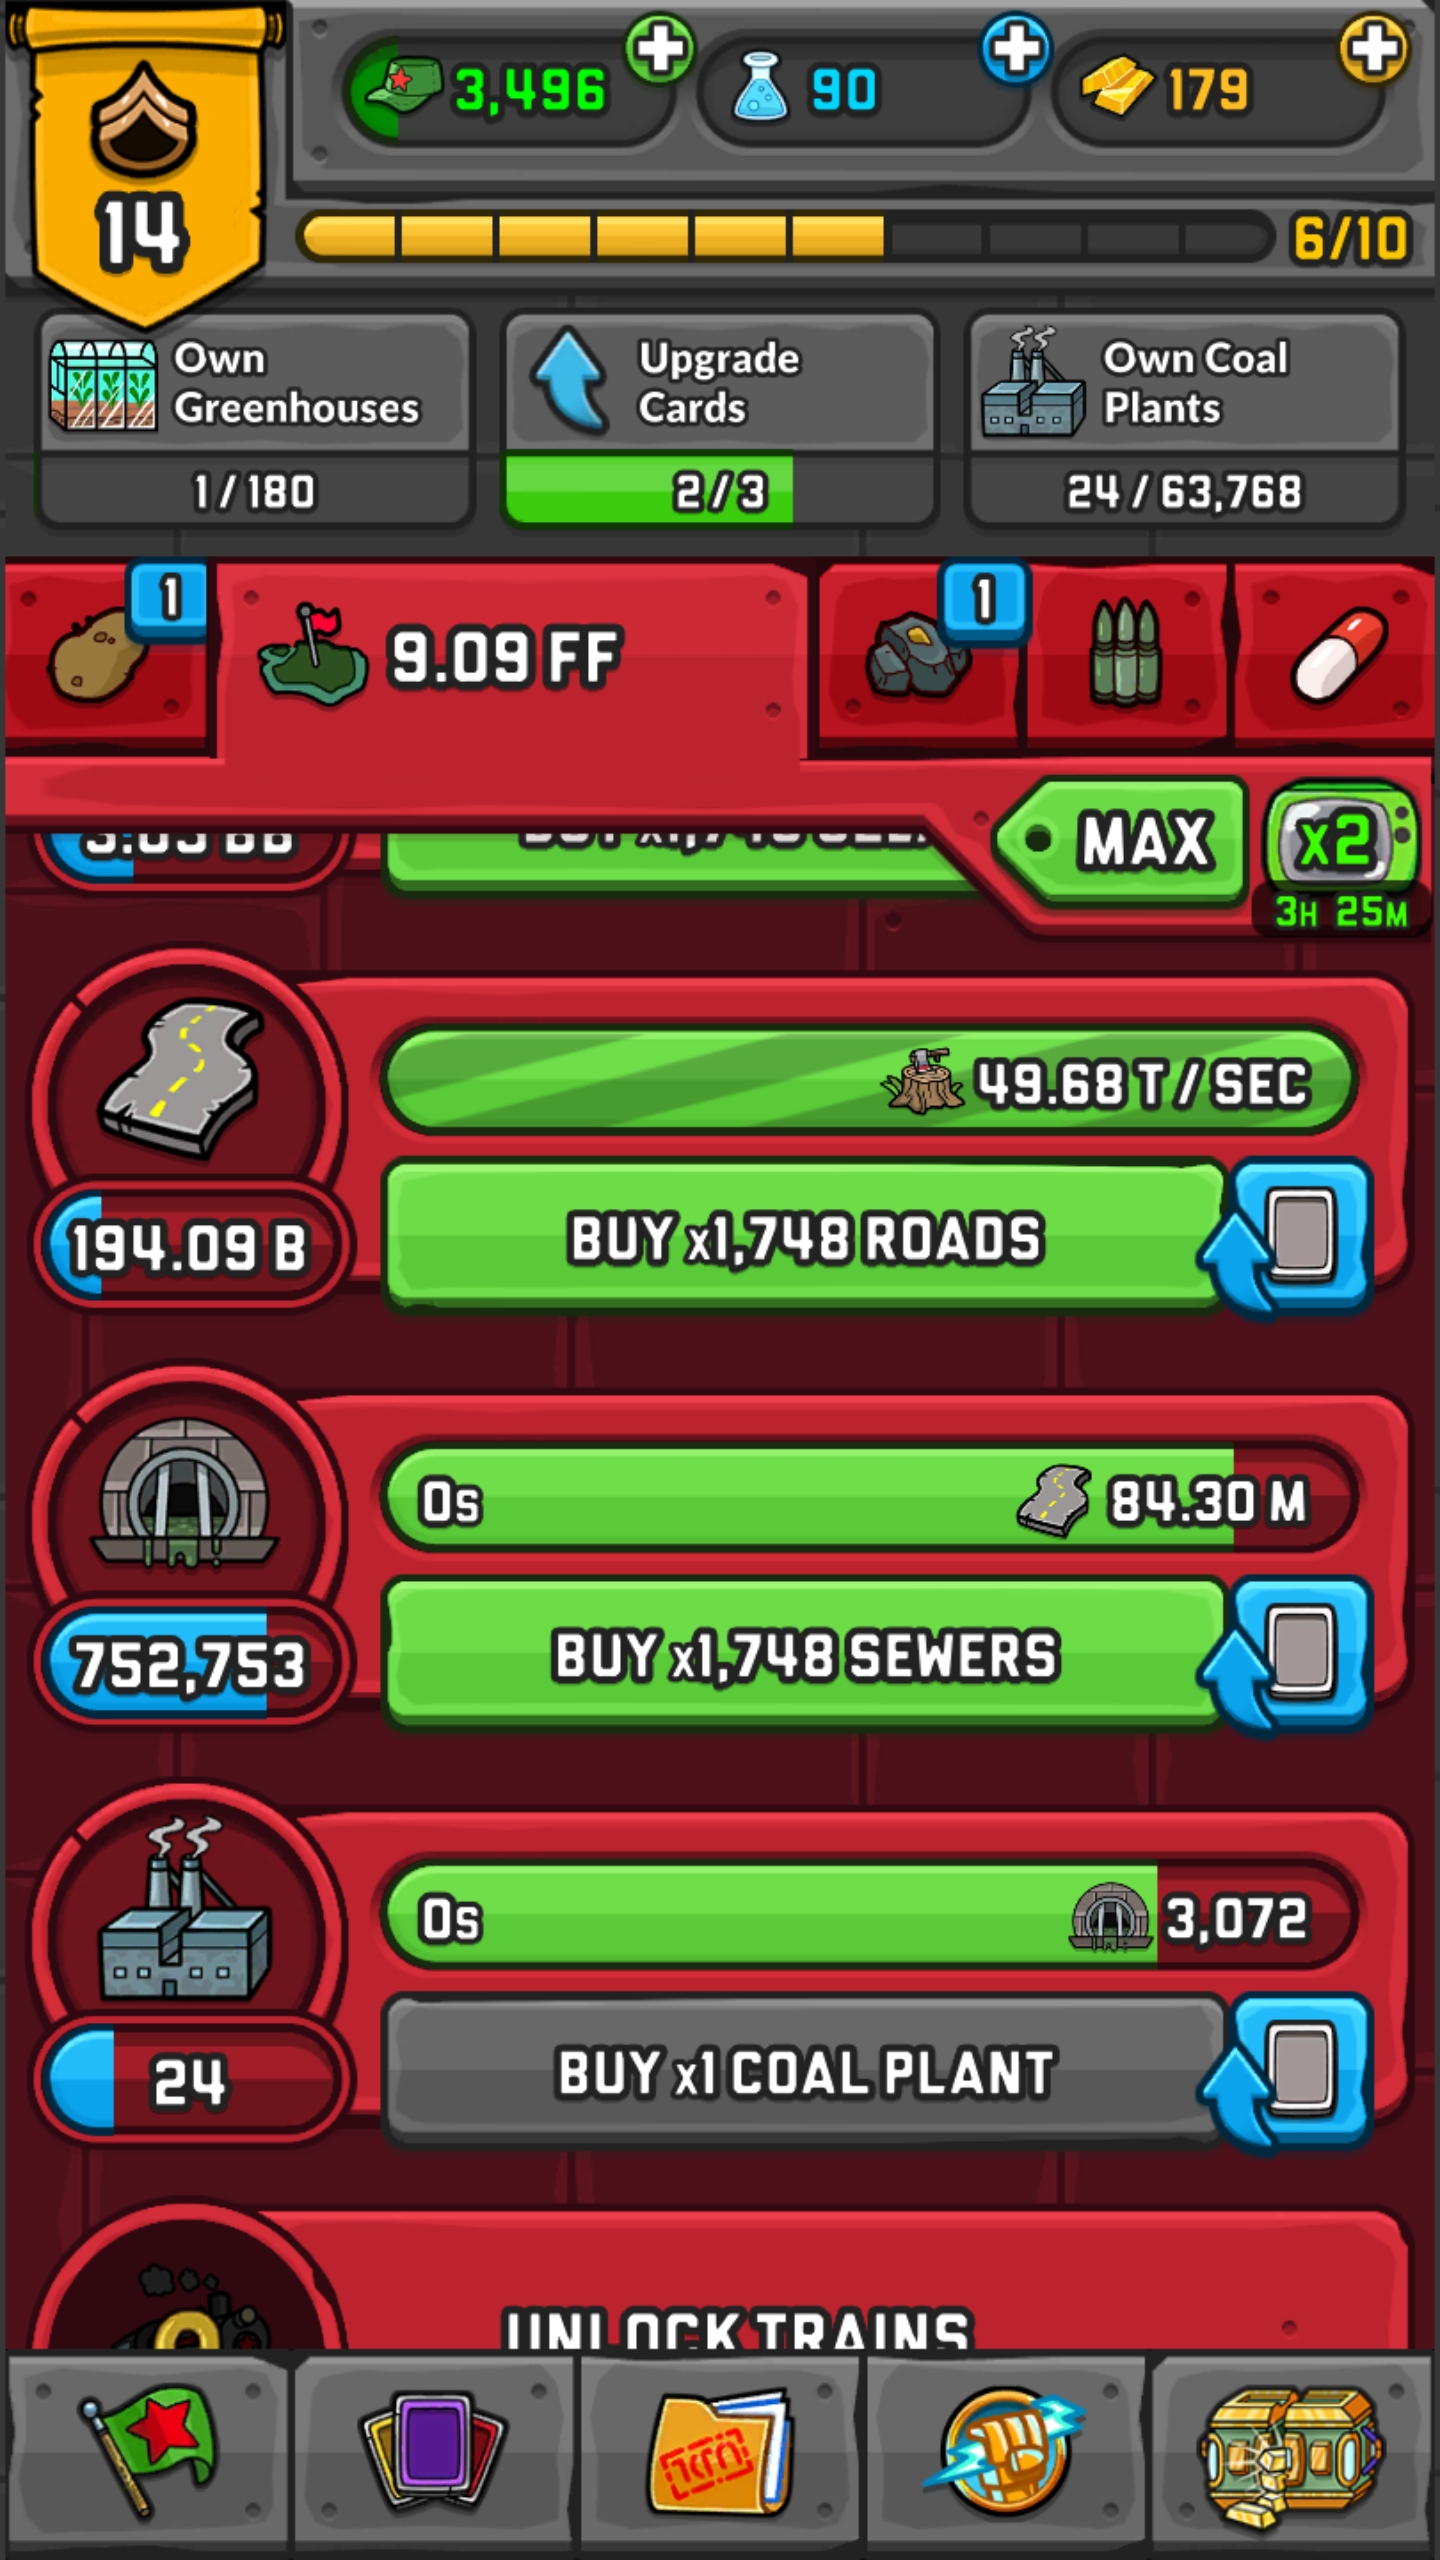 3,496
90
179
14
6/10
Own
Greenhouses
1/180
Upgrade
Cards
2/3
Own Coal
Plants
24/63,768
1
9.09 FF
1
MAX
x2
3H 25M
49.68 T/SEC
194.09 B
BUY x1,748 ROADS
0s
84.30 M
752,753
BUY x1,748 SEWERS
0s
3,072
24
BUY x1 COAL PLANT
UNLOCK TRAINS